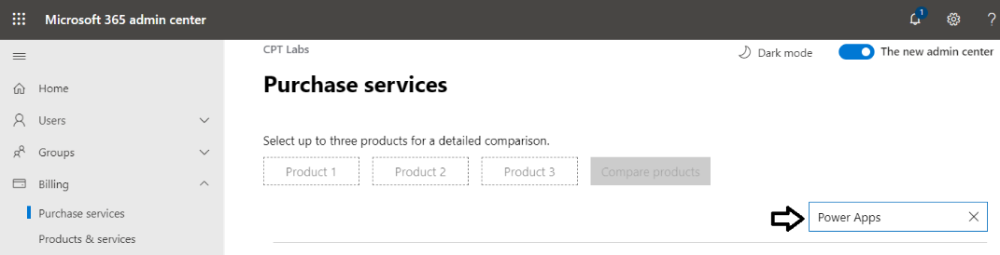 Microsoft 365 admin center
1
?
CPT Labs
Dark mode
The new admin center
Home
Users
Groups
Billing
Purchase services
Products & services
Purchase services
Select up to three products for a detailed comparison.
Product 1
Product 2
Product 3
Compare products
Power Apps